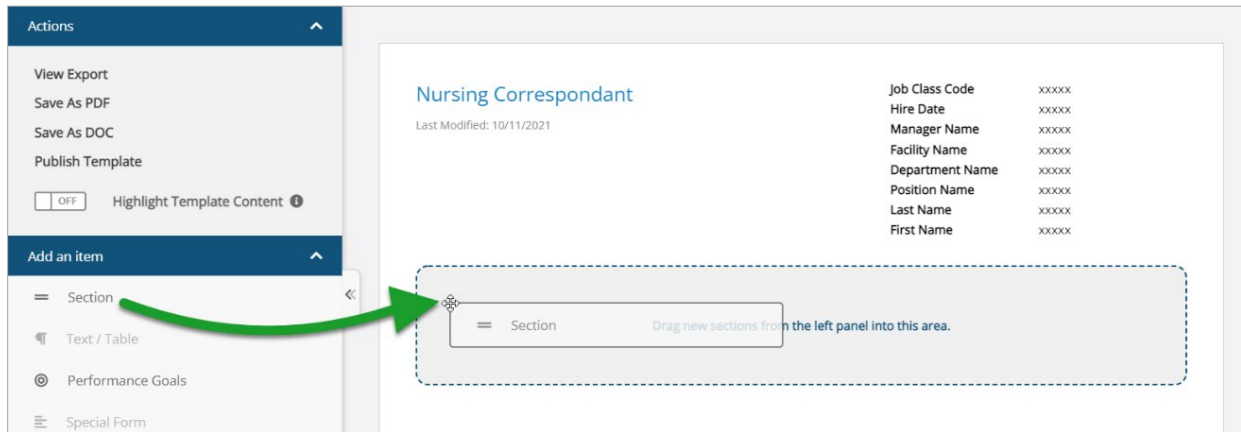 Actions
View Export
Save As PDF
Save As DOC
Publish Template
OFF Highlight Template Content
Add an item
Section
Text / Table
Performance Goals
Special Form
Nursing Correspondant
Last Modified: 10/11/2021
Job Class Code xxxxx
Hire Date xxxxx
Manager Name xxxxx
Facility Name xxxxx
Department Name xxxxx
Position Name xxxxx
Last Name xxxxx
First Name xxxxx
Section Drag new sections from the left panel into this area.